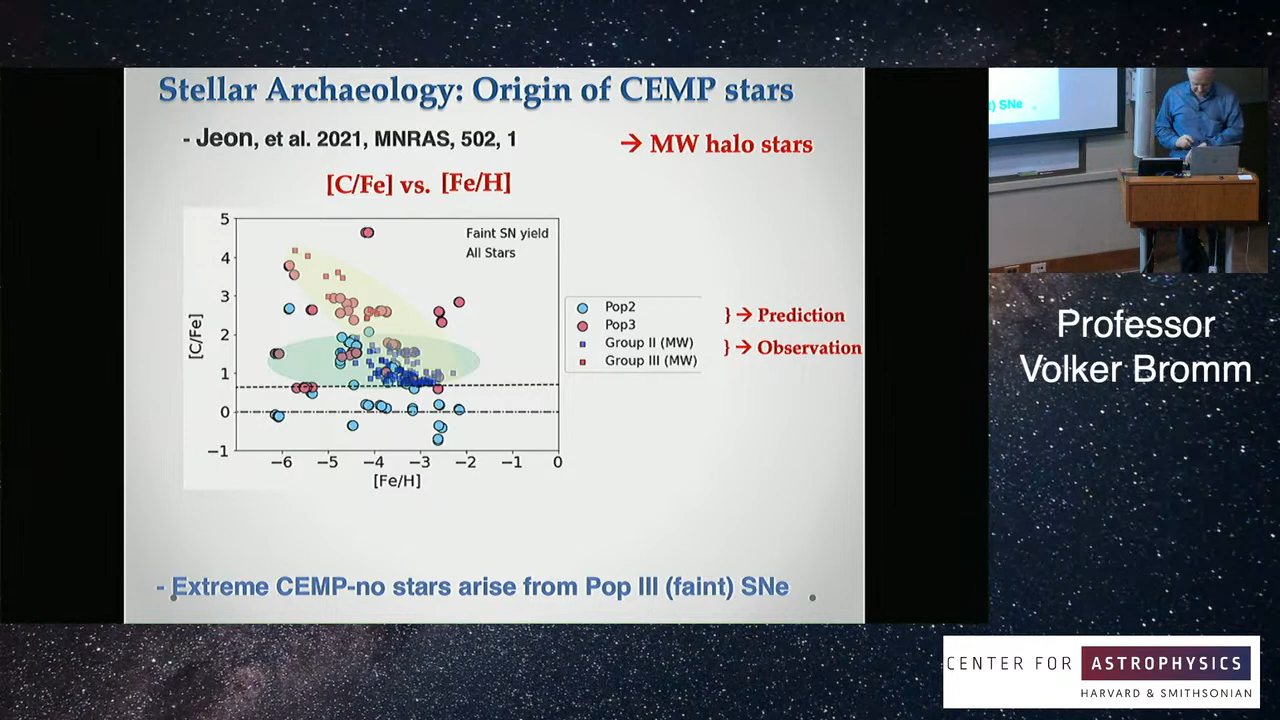 Stellar Archaeology: Origin of CEMP stars
- Jeon, et al. 2021, MNRAS, 502, 1
→ MW halo stars
[C/Fe] vs. [Fe/H]
Faint SN yield
All Stars
5
4
3
2
1
0
−1
[C/Fe]
−6 −5 −4 −3 −2 −1 0
[Fe/H]
Pop2
Pop3
Group II (MW)
Group III (MW)
} → Prediction
} → Observation
- Extreme CEMP-no stars arise from Pop III (faint) SNe
) SNe
Professor
Volker Bromm
CENTER FOR ASTROPHYSICS
HARVARD & SMITHSONIAN